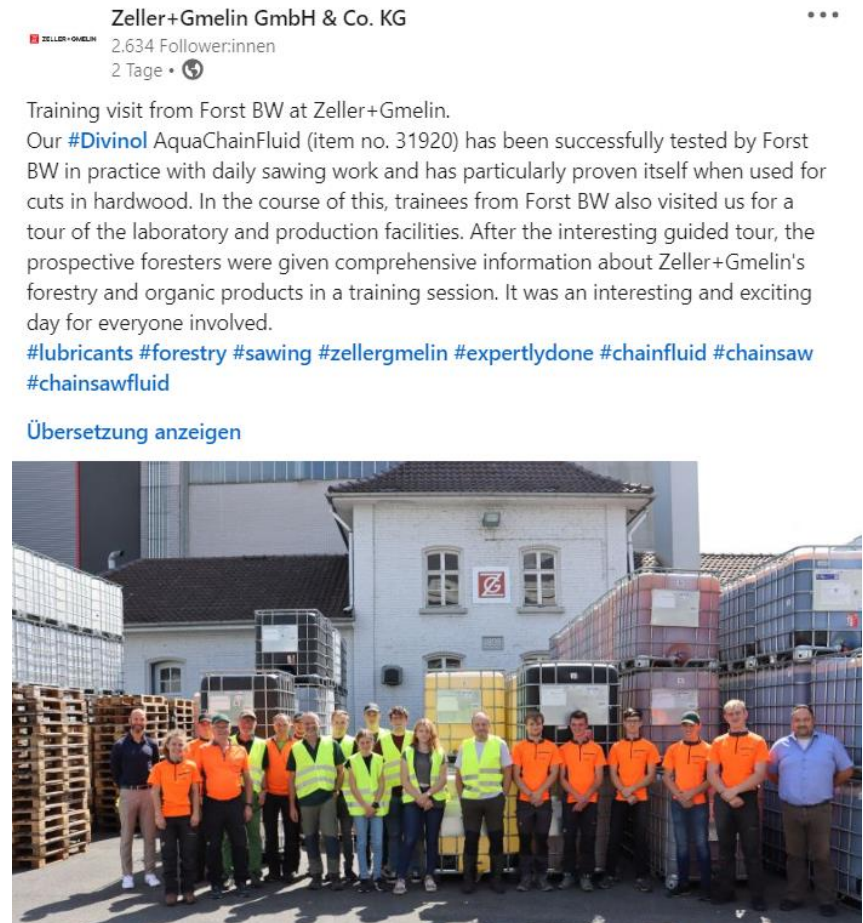 Zeller+Gmelin GmbH & Co. KG
ZELLER+GMELIN
2.634 Follower:innen
2 Tage •
Training visit from Forst BW at Zeller+Gmelin.
Our #Divinol AquaChainFluid (item no. 31920) has been successfully tested by Forst
BW in practice with daily sawing work and has particularly proven itself when used for
cuts in hardwood. In the course of this, trainees from Forst BW also visited us for a
tour of the laboratory and production facilities. After the interesting guided tour, the
prospective foresters were given comprehensive information about Zeller+Gmelin's
forestry and organic products in a training session. It was an interesting and exciting
day for everyone involved.
#lubricants #forestry #sawing #zellergmelin #expertlydone #chainfluid #chainsaw
#chainsawfluid
Übersetzung anzeigen